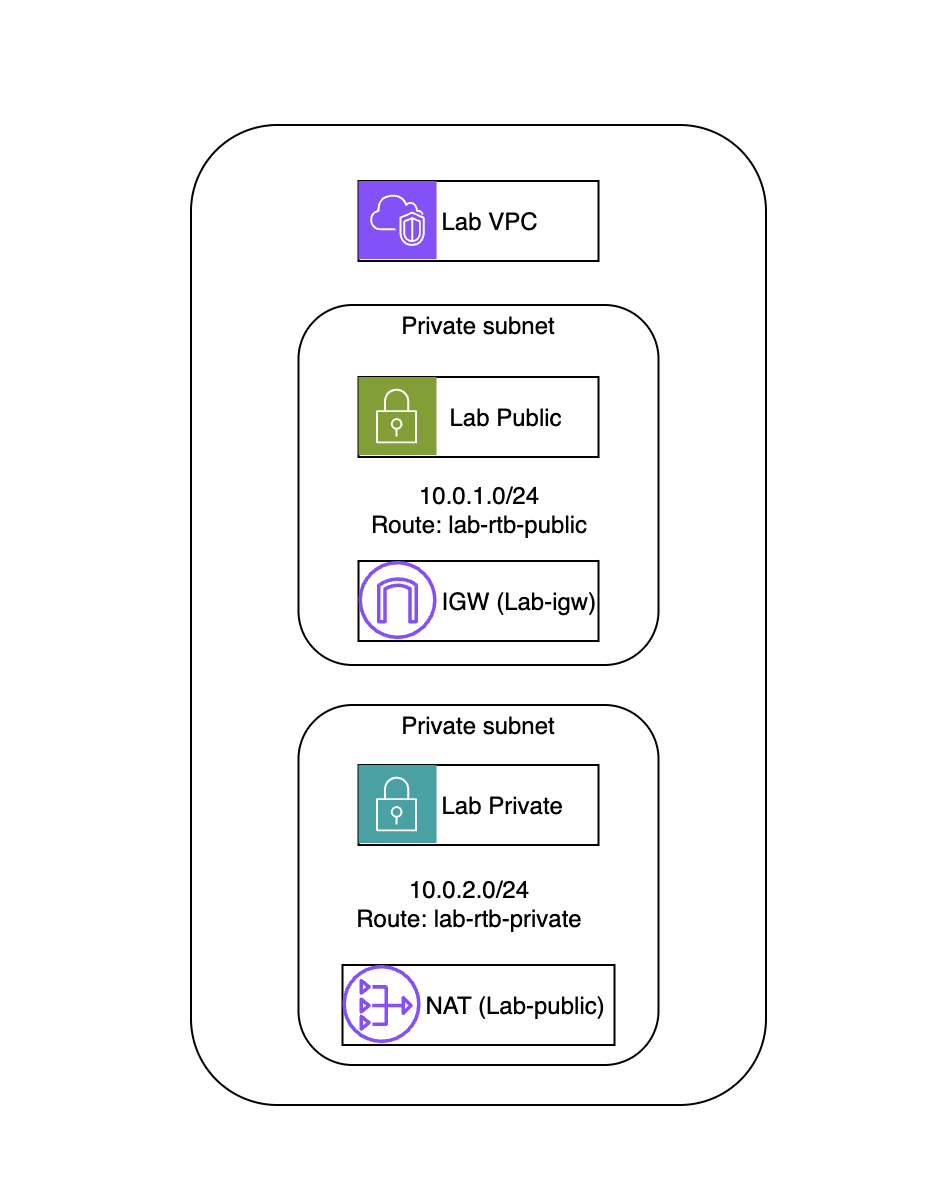 Lab VPC
Private subnet
Lab Public
10.0.1.0/24
Route: lab-rtb-public
IGW (Lab-igw)
Private subnet
Lab Private
10.0.2.0/24
Route: lab-rtb-private
NAT (Lab-public)